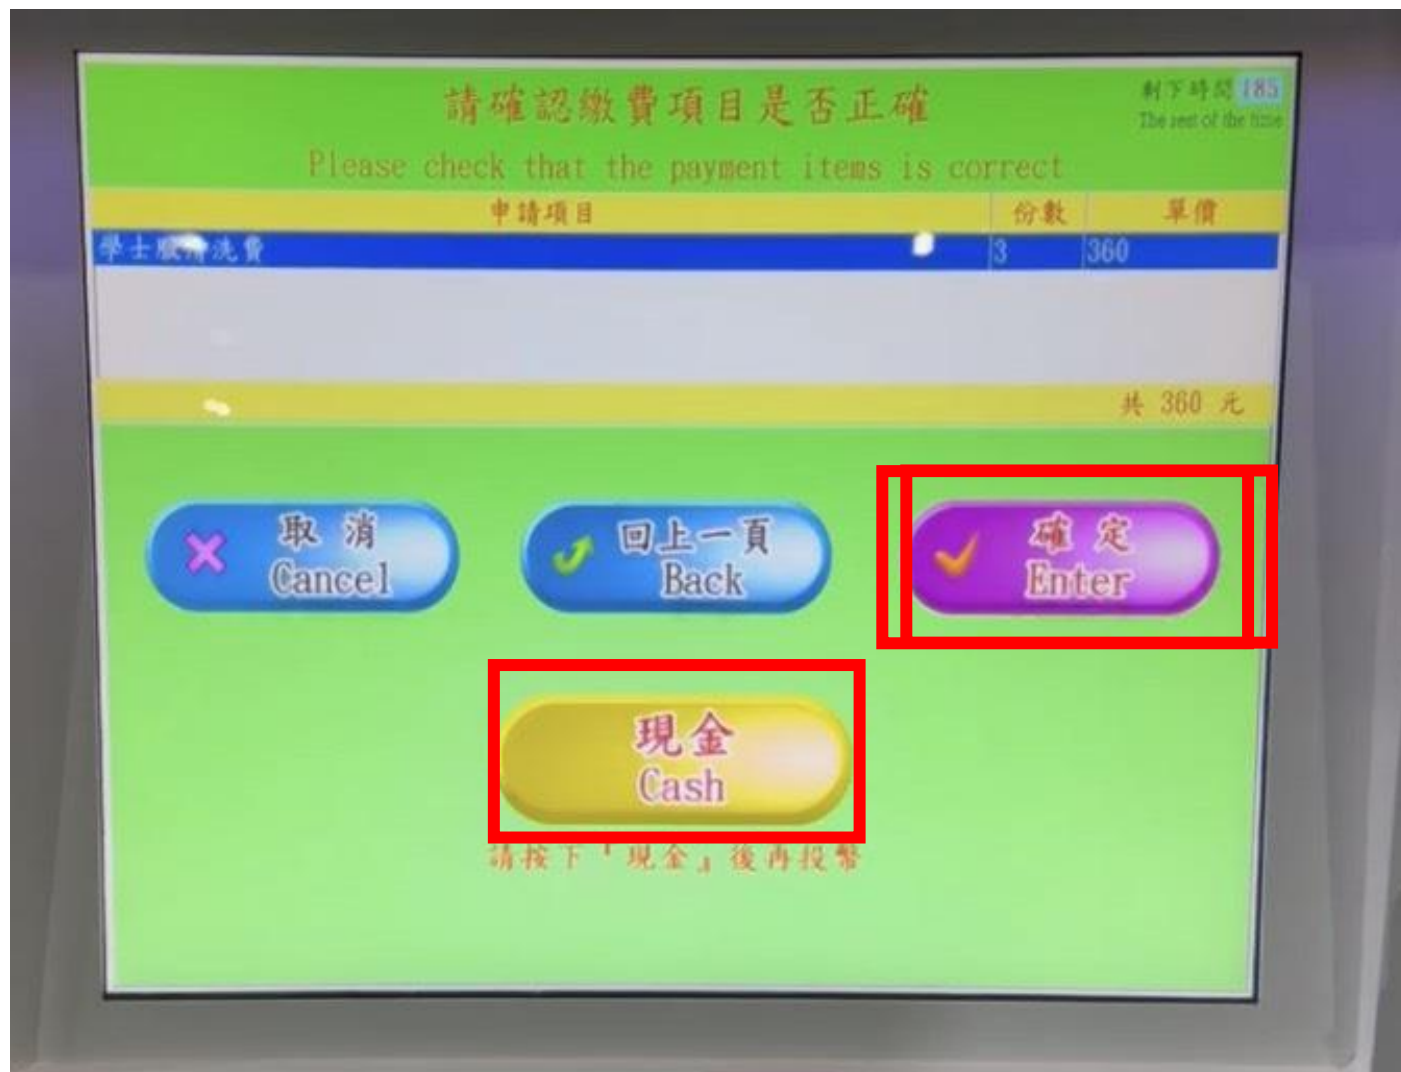 請確認繳費項目是否正確
剩下時間 185
The rest of the time
Please check that the payment items is correct
申請項目 份數 單價
學士服清洗費 3 360
共 360 元
取消
Cancel
回上一頁
Back
確定
Enter
現金
Cash
請按下『現金』後再投幣